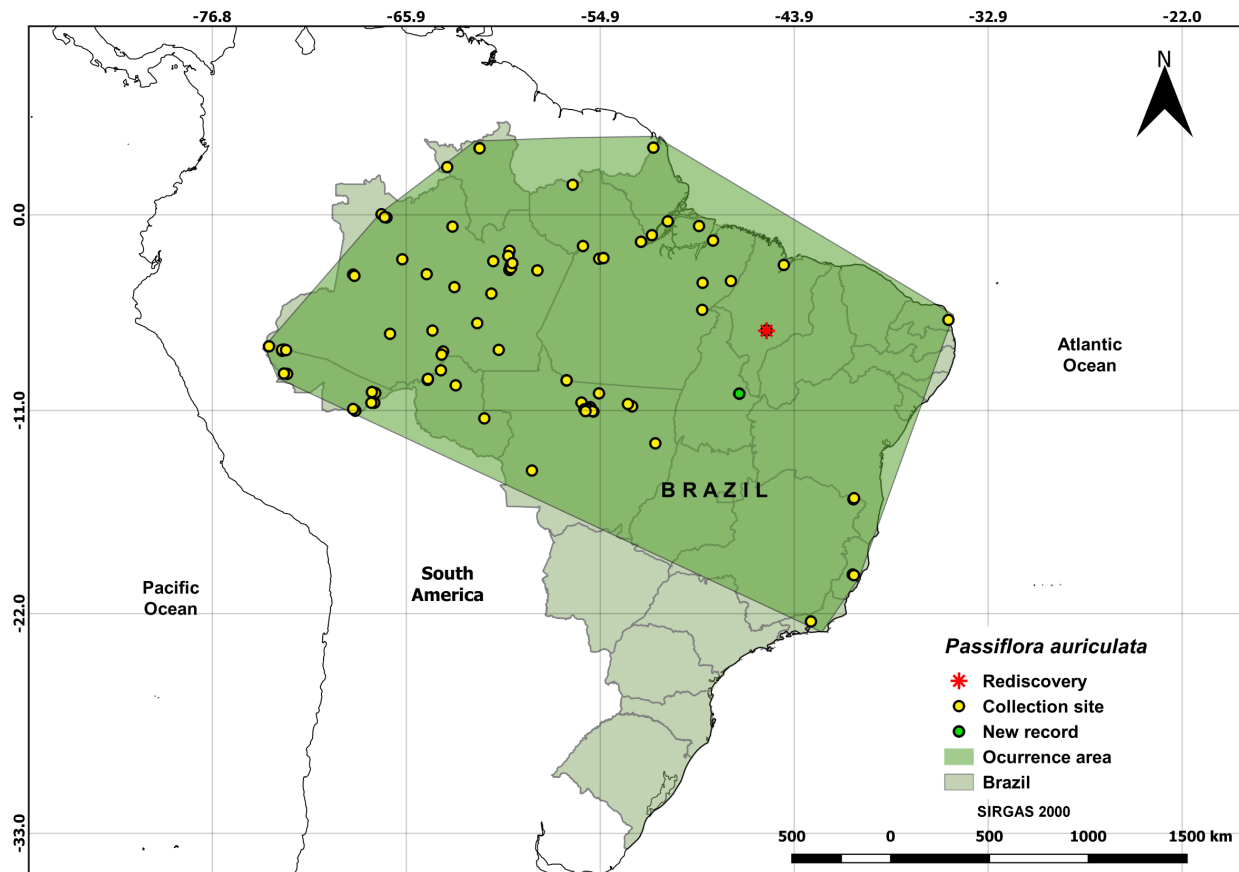 -76.8 -65.9 -54.9 -43.9 -32.9 -22.0
N
0.0
Atlantic
Ocean
-11.0
BRAZIL
South
America
Pacific
Ocean
-22.0
Passiflora auriculata
Rediscovery
Collection site
New record
Ocurrence area
Brazil
SIRGAS 2000
-33.0
500 0 500 1000 1500 km